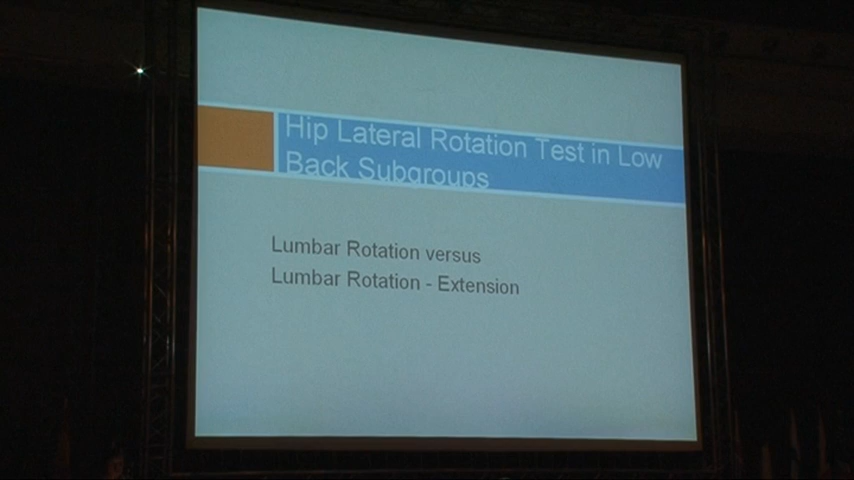 Hip Lateral Rotation Test in Low
Back Subgroups
Lumbar Rotation versus
Lumbar Rotation - Extension